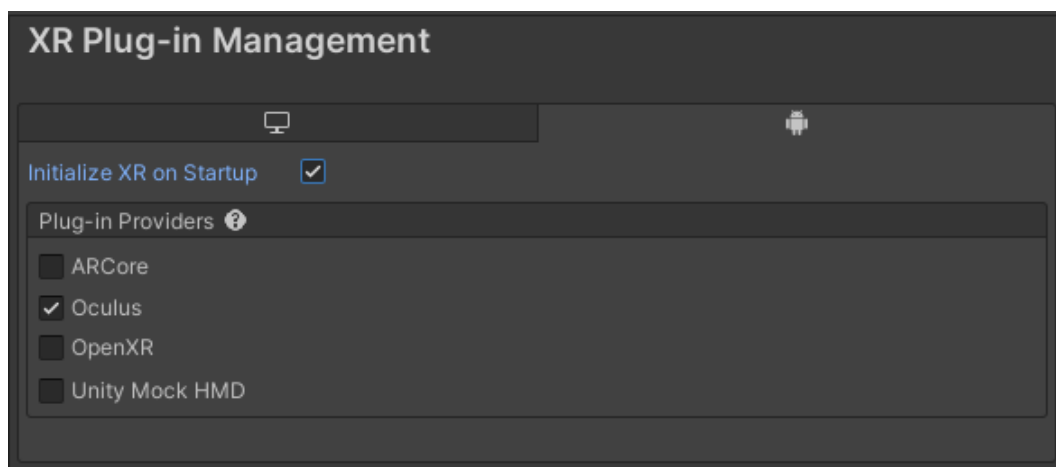 XR Plug-in Management
Initialize XR on Startup
Plug-in Providers
ARCore
Oculus
OpenXR
Unity Mock HMD